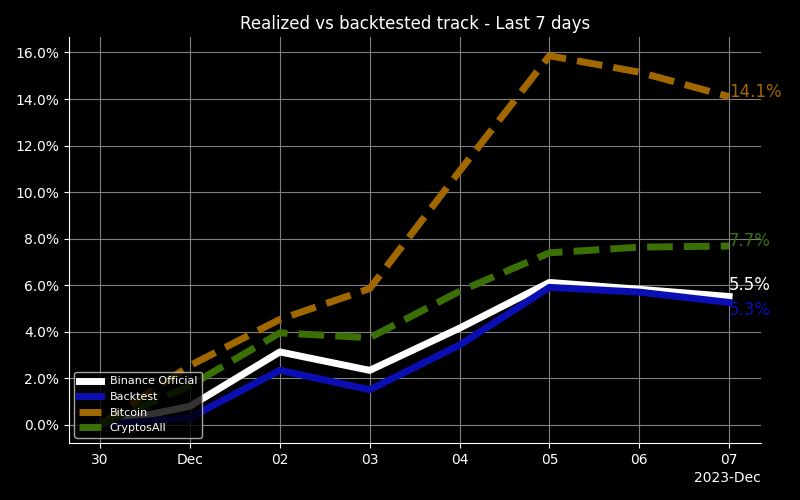 Realized vs backtested track - Last 7 days
16.0%
14.0%
12.0%
10.0%
8.0%
6.0%
4.0%
2.0%
0.0%
14.1%
7.7%
5.5%
5.3%
Binance Official
Backtest
Bitcoin
CryptosAll
30 Dec 02 03 04 05 06 07
2023-Dec